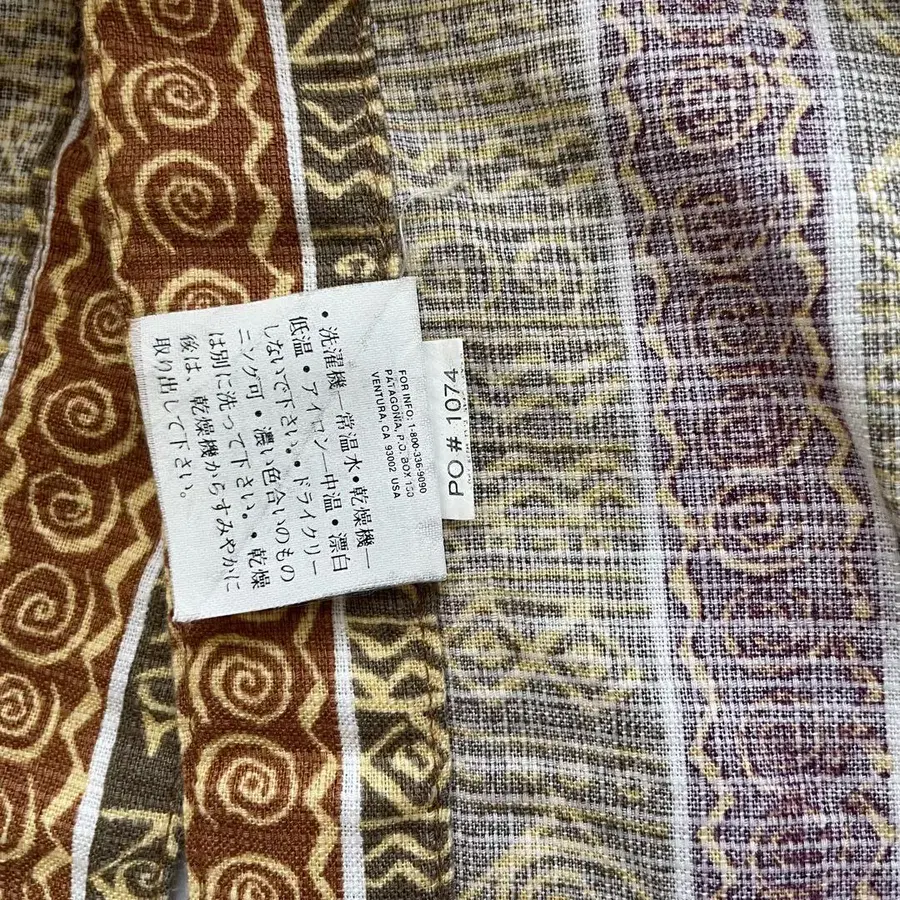 ・洗濯機―常温水・乾燥機―
低温・アイロン―中温・漂白
しないで下さい.・ドライクリ
ーニング可・濃い色合いのもの
は別に洗って下さい.・乾燥
後は、乾燥機からすみやかに
取り出して下さい。
FOR INFO: 1-800-336-9090
PATAGONIA, P.O. BOX 150
VENTURA, CA 93002 USA
PO # 1074